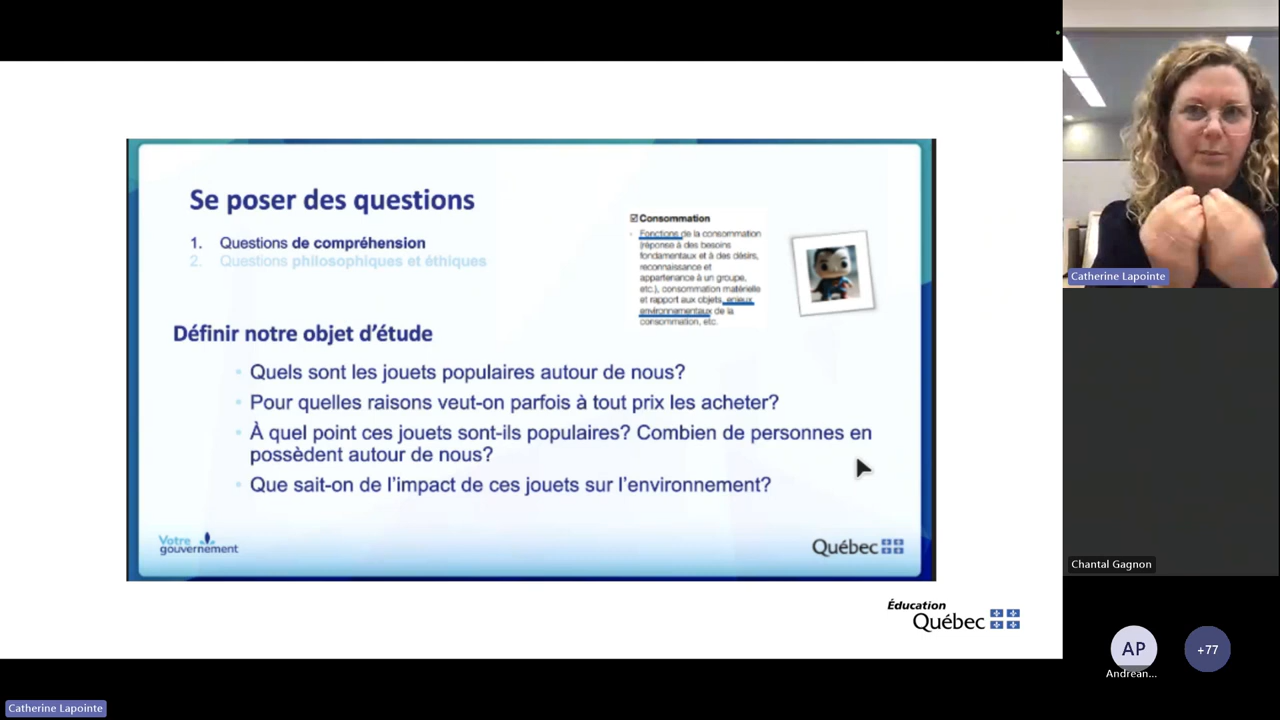 Se poser des questions
1. Questions de compréhension
2. Questions philosophiques et éthiques
☑ Consommation
Fonctions de la consommation
(réponse à des besoins
fondamentaux et à des désirs,
reconnaissance et
appartenance à un groupe,
etc.), consommation matérielle
et rapport aux objets, enjeux
environnementaux de la
consommation, etc.
Définir notre objet d'étude
Quels sont les jouets populaires autour de nous?
Pour quelles raisons veut-on parfois à tout prix les acheter?
À quel point ces jouets sont-ils populaires? Combien de personnes en
possèdent autour de nous?
Que sait-on de l'impact de ces jouets sur l'environnement?
Votre
gouvernement
Québec
Éducation
Québec
Catherine Lapointe
Chantal Gagnon
AP
+77
Andréan...
Catherine Lapointe